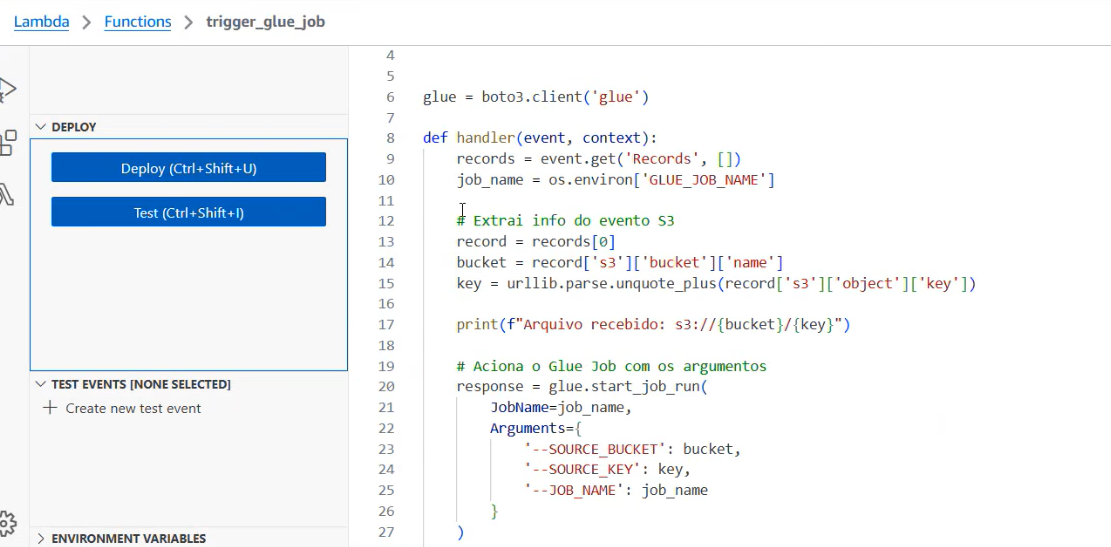 Lambda > Functions > trigger_glue_job
DEPLOY
Deploy (Ctrl+Shift+U)
Test (Ctrl+Shift+I)
TEST EVENTS [NONE SELECTED]
+ Create new test event
ENVIRONMENT VARIABLES
4
5
6 glue = boto3.client('glue')
7
8 def handler(event, context):
9 records = event.get('Records', [])
10 job_name = os.environ['GLUE_JOB_NAME']
11
12 # Extrai info do evento S3
13 record = records[0]
14 bucket = record['s3']['bucket']['name']
15 key = urllib.parse.unquote_plus(record['s3']['object']['key'])
16
17 print(f"Arquivo recebido: s3://{bucket}/{key}")
18
19 # Aciona o Glue Job com os argumentos
20 response = glue.start_job_run(
21 JobName=job_name,
22 Arguments={
23 '--SOURCE_BUCKET': bucket,
24 '--SOURCE_KEY': key,
25 '--JOB_NAME': job_name
26 }
27 )